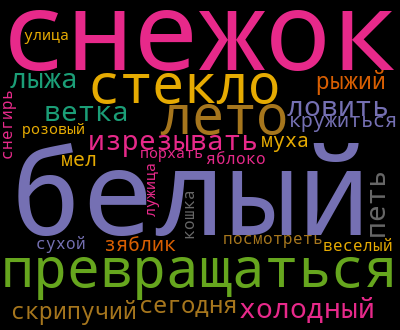 снежок
улица
лыжа
стекло
рыжий
снегирь
ветка
лето
ловить
кружиться
розовый
изрезывать
муха
мел
порхать
яблоко
белый
лужица
кошка
петь
сухой
зяблик
посмотреть
веселый
превращаться
скрипучий
сегодня
холодный